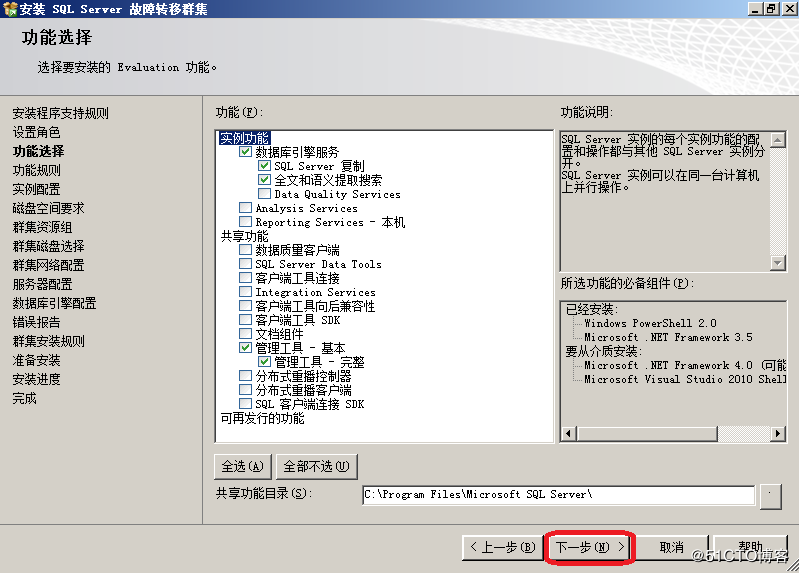 安装 SQL Server 故障转移群集
功能选择
选择要安装的 Evaluation 功能。
安装程序支持规则
设置角色
功能选择
功能规则
实例配置
磁盘空间要求
群集资源组
群集磁盘选择
群集网络配置
服务器配置
数据库引擎配置
错误报告
群集安装规则
准备安装
安装进度
完成
功能(F):
实例功能
数据库引擎服务
SQL Server 复制
全文和语义提取搜索
Data Quality Services
Analysis Services
Reporting Services - 本机
共享功能
数据质量客户端
SQL Server Data Tools
客户端工具连接
Integration Services
客户端工具向后兼容性
客户端工具 SDK
文档组件
管理工具 - 基本
管理工具 - 完整
分布式重播控制器
分布式重播客户端
SQL 客户端连接 SDK
可再发行的功能
功能说明:
SQL Server 实例的每个实例功能的配
置和操作都与其他 SQL Server 实例分
开。
SQL Server 实例可以在同一台计算机
上并行操作。
所选功能的必备组件(P):
已经安装:
Windows PowerShell 2.0
Microsoft .NET Framework 3.5
要从介质安装:
Microsoft .NET Framework 4.0 (可能
Microsoft Visual Studio 2010 Shell
全选(A)
全部不选(U)
共享功能目录(S):
C:\Program Files\Microsoft SQL Server\
< 上一步(B)
下一步(N) >
取消
帮助
@51CTO博客